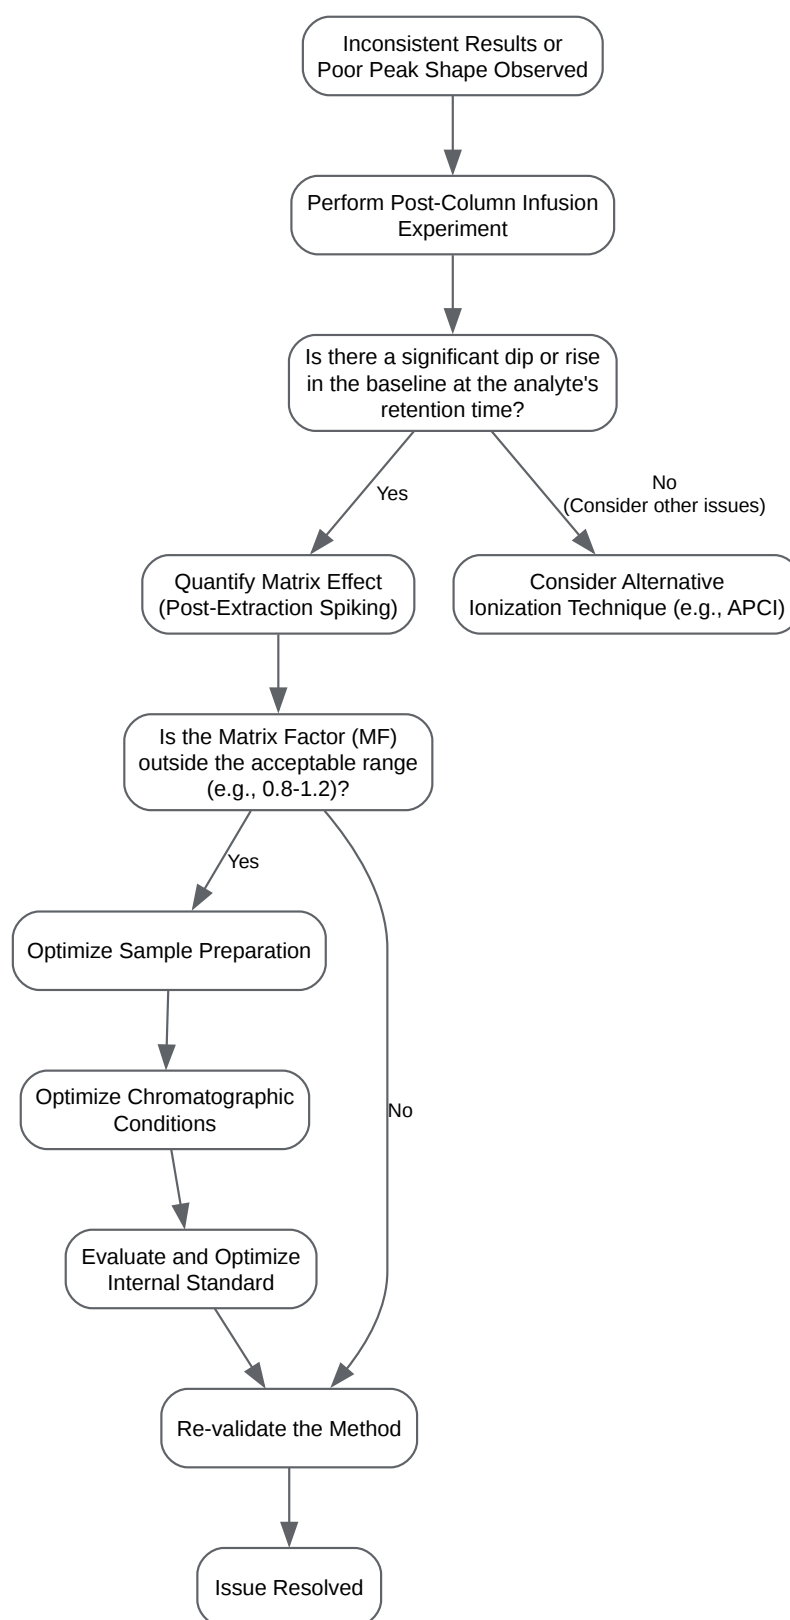 Inconsistent Results or
Poor Peak Shape Observed
Perform Post-Column Infusion
Experiment
Is there a significant dip or rise
in the baseline at the analyte's
retention time?
Yes
No
(Consider other issues)
Quantify Matrix Effect
(Post-Extraction Spiking)
Consider Alternative
Ionization Technique (e.g., APCI)
Is the Matrix Factor (MF)
outside the acceptable range
(e.g., 0.8-1.2)?
Yes
Optimize Sample Preparation
Optimize Chromatographic
Conditions
No
Evaluate and Optimize
Internal Standard
Re-validate the Method
Issue Resolved